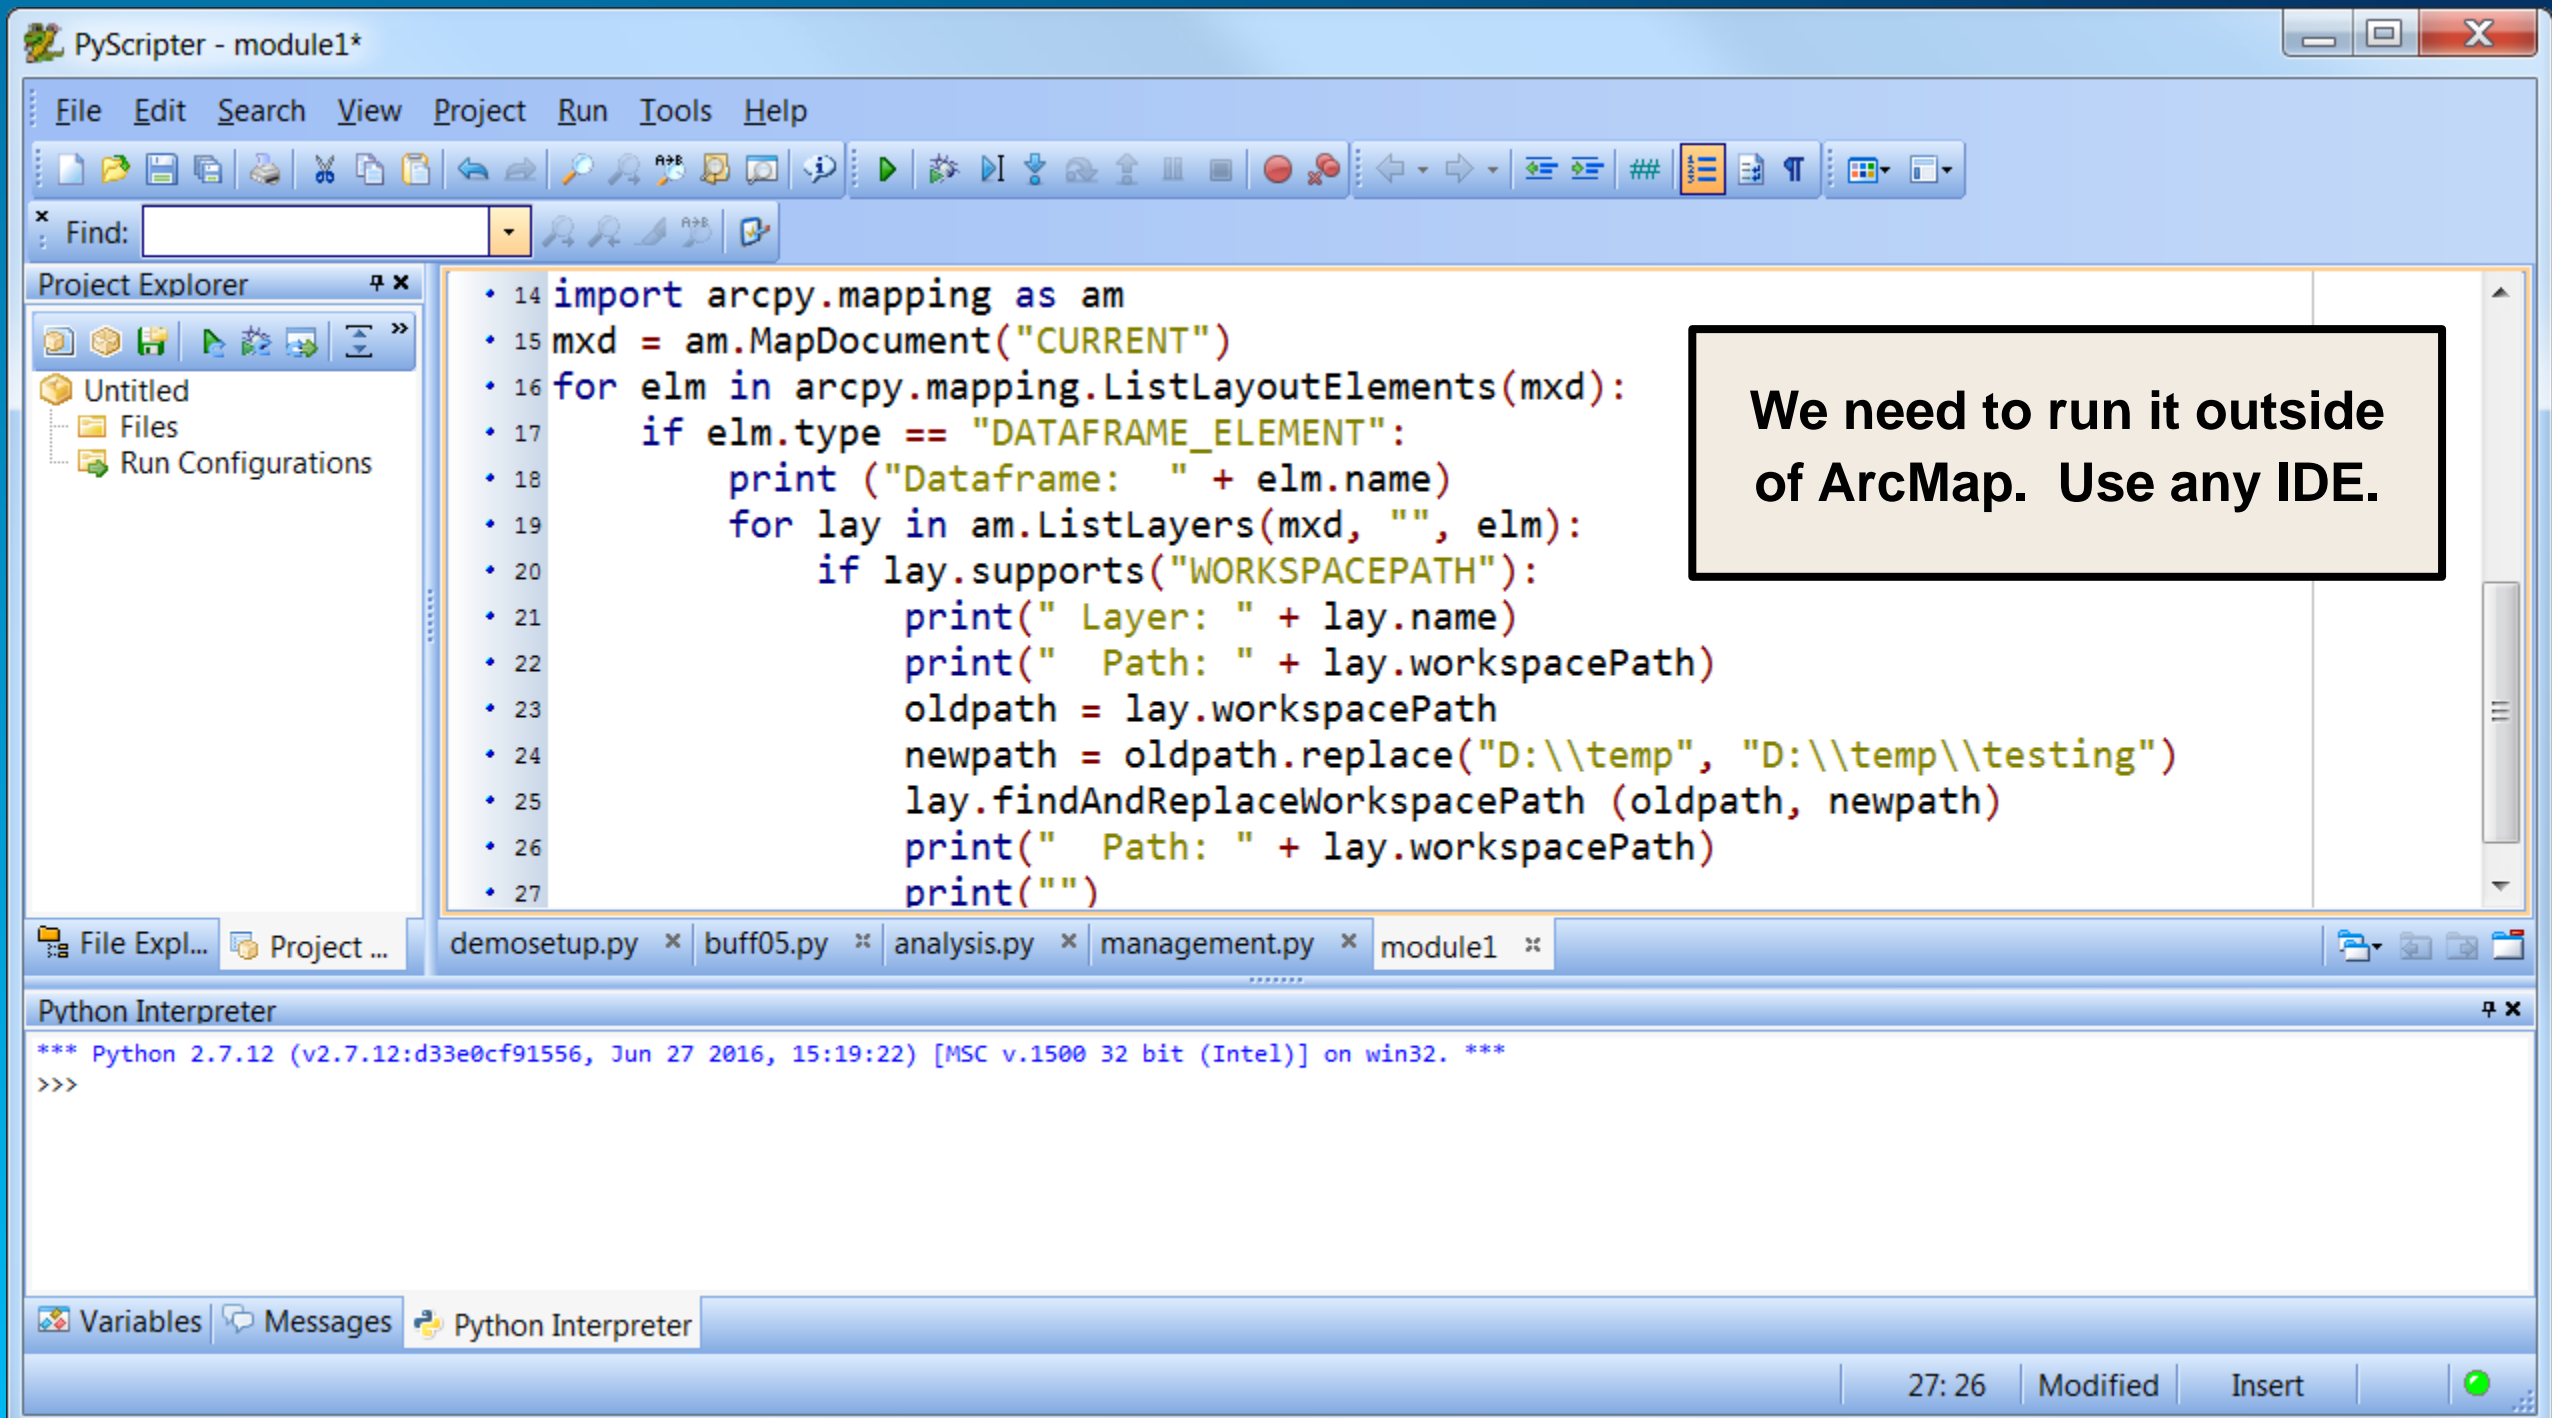 PyScripter - module1*
File Edit Search View Project Run Tools Help
Find:
Project Explorer
Untitled
Files
Run Configurations
14 import arcpy.mapping as am
15 mxd = am.MapDocument("CURRENT")
16 for elm in arcpy.mapping.ListLayoutElements(mxd):
17     if elm.type == "DATAFRAME_ELEMENT":
18         print ("Dataframe:  " + elm.name)
19         for lay in am.ListLayers(mxd, "", elm):
20             if lay.supports("WORKSPACEPATH"):
21                 print(" Layer: " + lay.name)
22                 print("  Path: " + lay.workspacePath)
23                 oldpath = lay.workspacePath
24                 newpath = oldpath.replace("D:\\temp", "D:\\temp\\testing")
25                 lay.findAndReplaceWorkspacePath (oldpath, newpath)
26                 print("  Path: " + lay.workspacePath)
27                 print("")
We need to run it outside
of ArcMap.  Use any IDE.
File Expl... Project ...
demosetup.py buff05.py analysis.py management.py module1
Python Interpreter
*** Python 2.7.12 (v2.7.12:d33e0cf91556, Jun 27 2016, 15:19:22) [MSC v.1500 32 bit (Intel)] on win32. ***
>>>
Variables Messages Python Interpreter
27: 26 Modified Insert